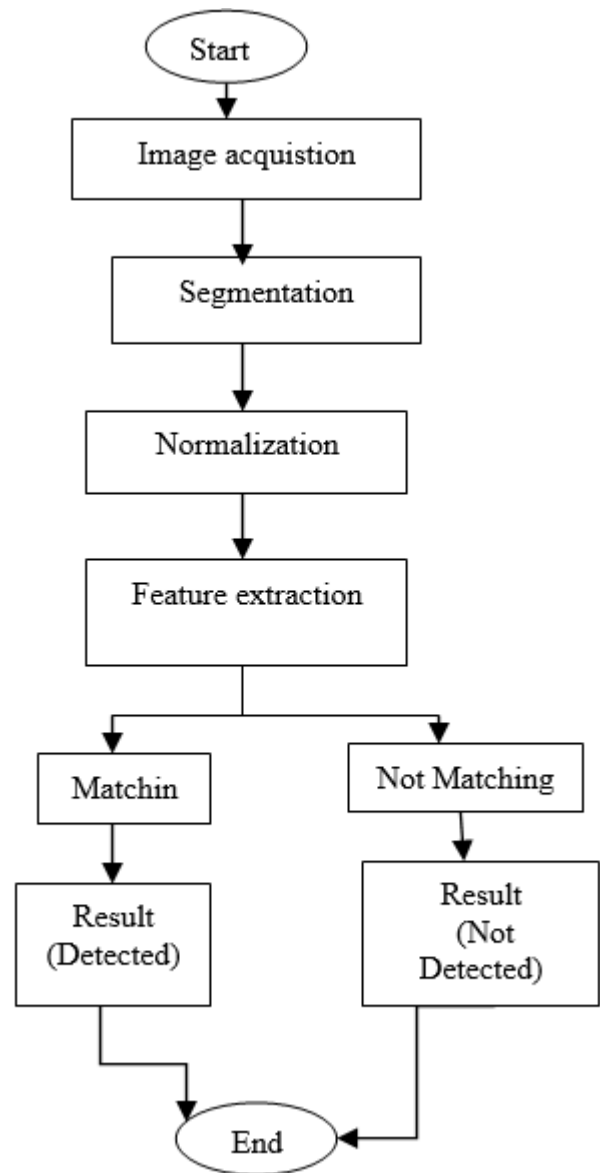 Start
Image acquistion
Segmentation
Normalization
Feature extraction
Matchin
Not Matching
Result
(Detected)
Result
(Not
Detected)
End